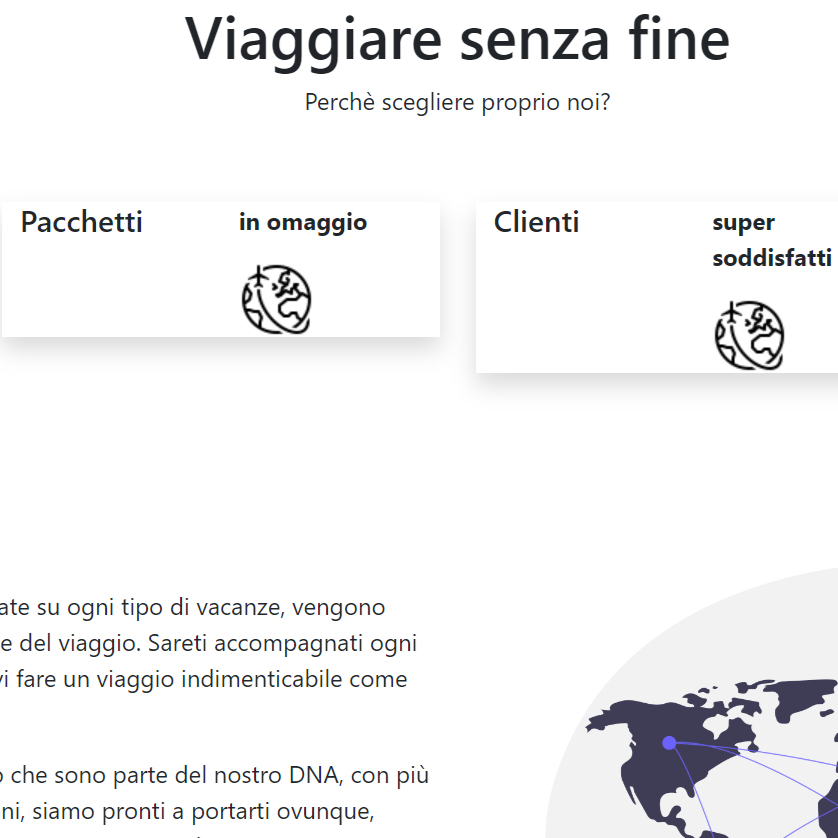 Viaggiare senza fine
Perchè scegliere proprio noi?
Pacchetti
in omaggio
Clienti
super
soddisfatti
ate su ogni tipo di vacanze, vengono
e del viaggio. Sareti accompagnati ogni
vi fare un viaggio indimenticabile come
o che sono parte del nostro DNA, con più
ni, siamo pronti a portarti ovunque,